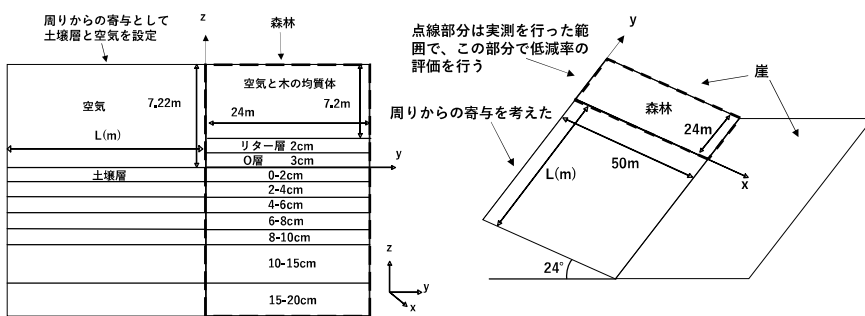 周りからの寄与として
土壌層と空気を設定
z
森林
空気
7.22m
空気と木の均質体
24m
7.2m
L(m)
リター層 2cm
O層 3cm
y
土壌層
0-2cm
2-4cm
4-6cm
6-8cm
8-10cm
10-15cm
15-20cm
z
y
x
点線部分は実測を行った範
囲で、この部分で低減率の
評価を行う
y
崖
周りからの寄与を考えた
森林
24m
50m
x
L(m)
24°